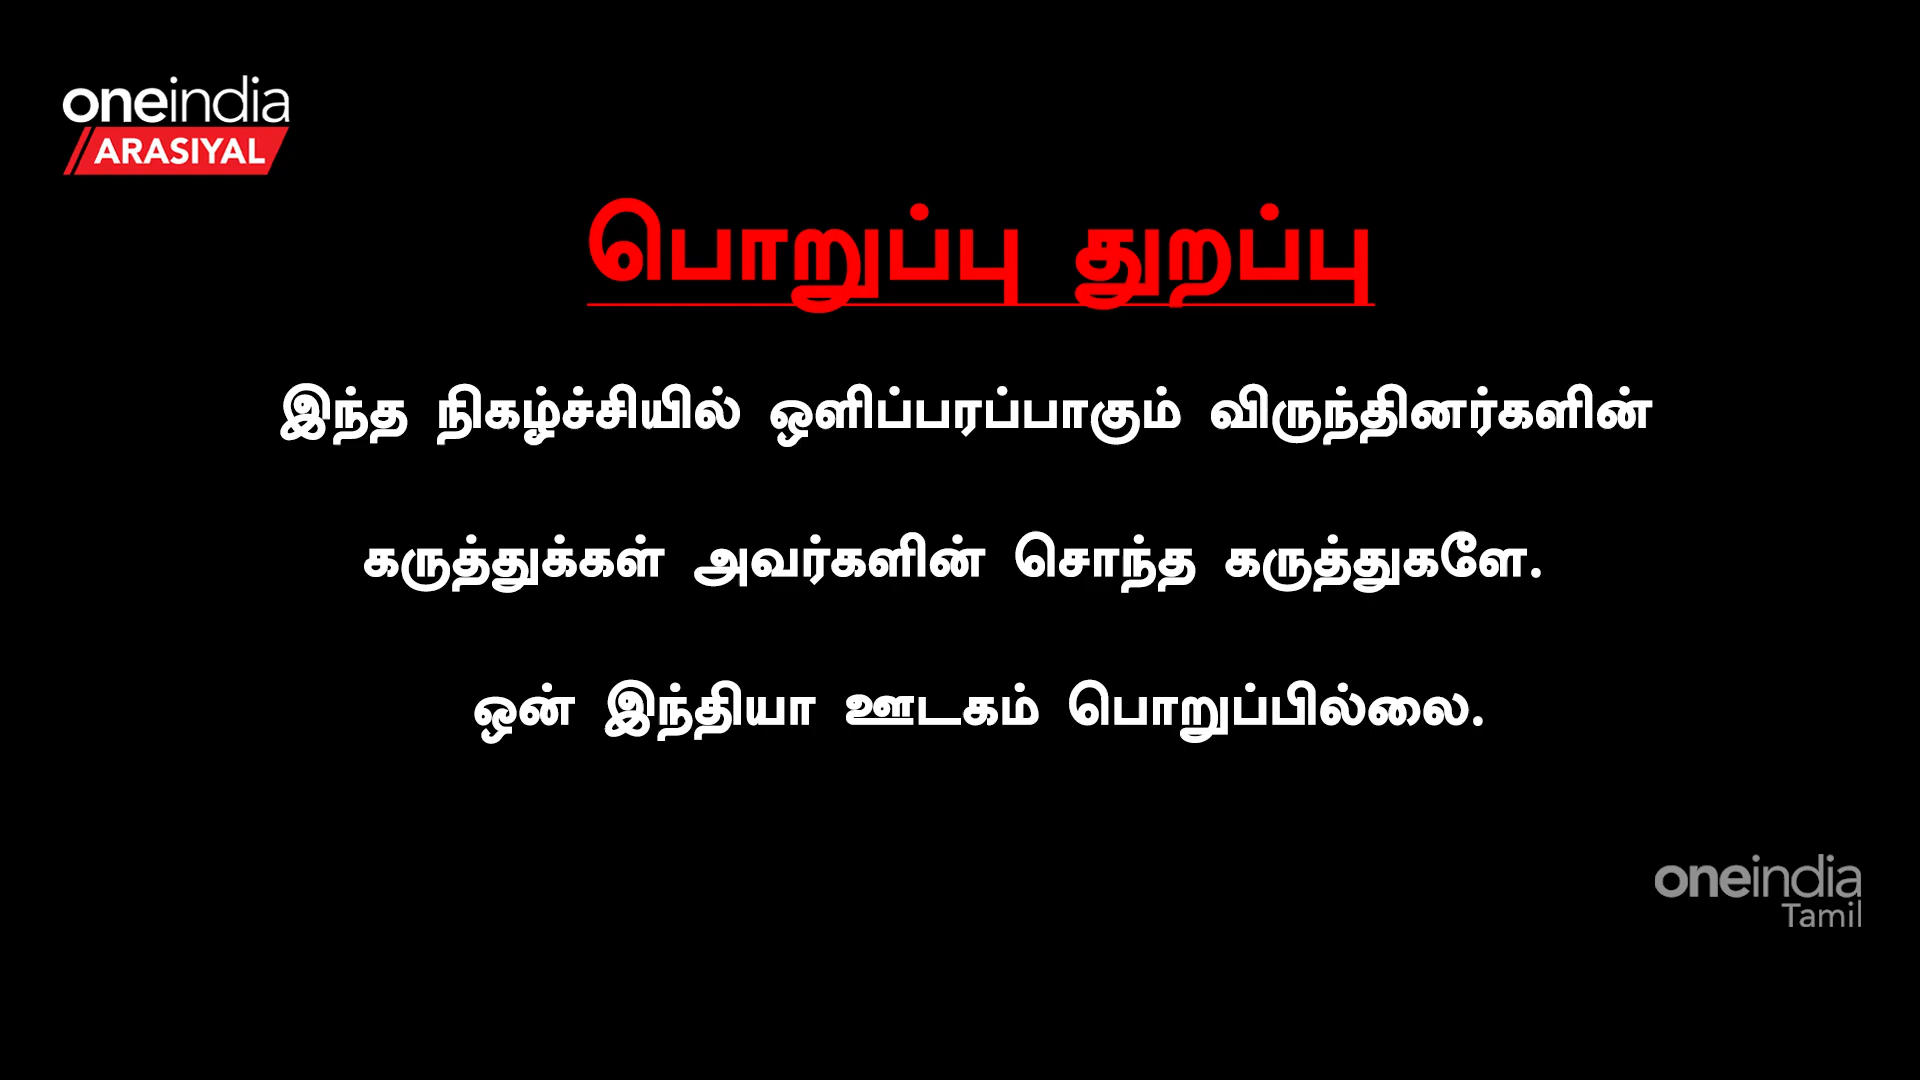 oneindia
ARASIYAL
பொறுப்பு துறப்பு
இந்த நிகழ்ச்சியில் ஒளிப்பரப்பாகும் விருந்தினர்களின்
கருத்துக்கள் அவர்களின் சொந்த கருத்துகளே.
ஒன் இந்தியா ஊடகம் பொறுப்பில்லை.
oneindia
Tamil